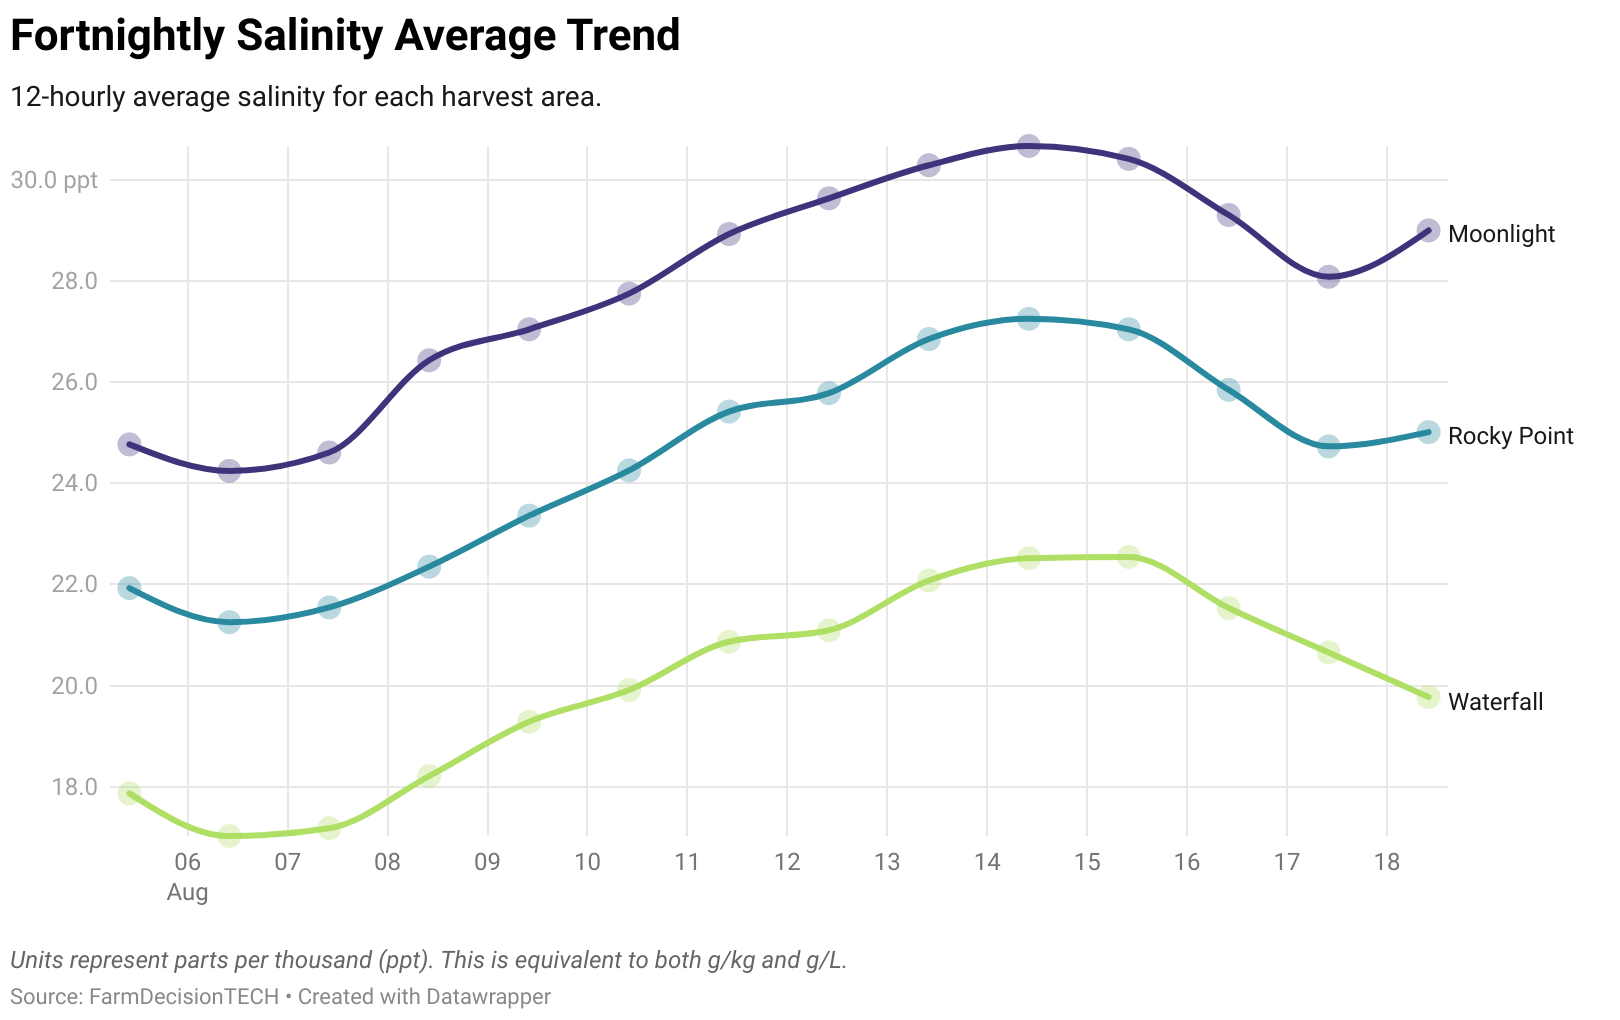 Fortnightly Salinity Average Trend
12-hourly average salinity for each harvest area.
30.0 ppt
28.0
26.0
24.0
22.0
20.0
18.0
Moonlight
Rocky Point
Waterfall
06 07 08 09 10 11 12 13 14 15 16 17 18
Aug
Units represent parts per thousand (ppt). This is equivalent to both g/kg and g/L.
Source: FarmDecisionTECH • Created with Datawrapper